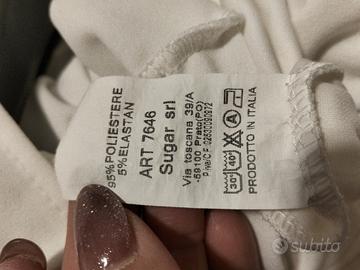 95% POLIESTERE
5% ELASTAN
ART 7646
Sugar srl
Via toscana 39/A
-59100 Prato(PO)
30° 40°
PRODOTTO IN ITALIA
subito